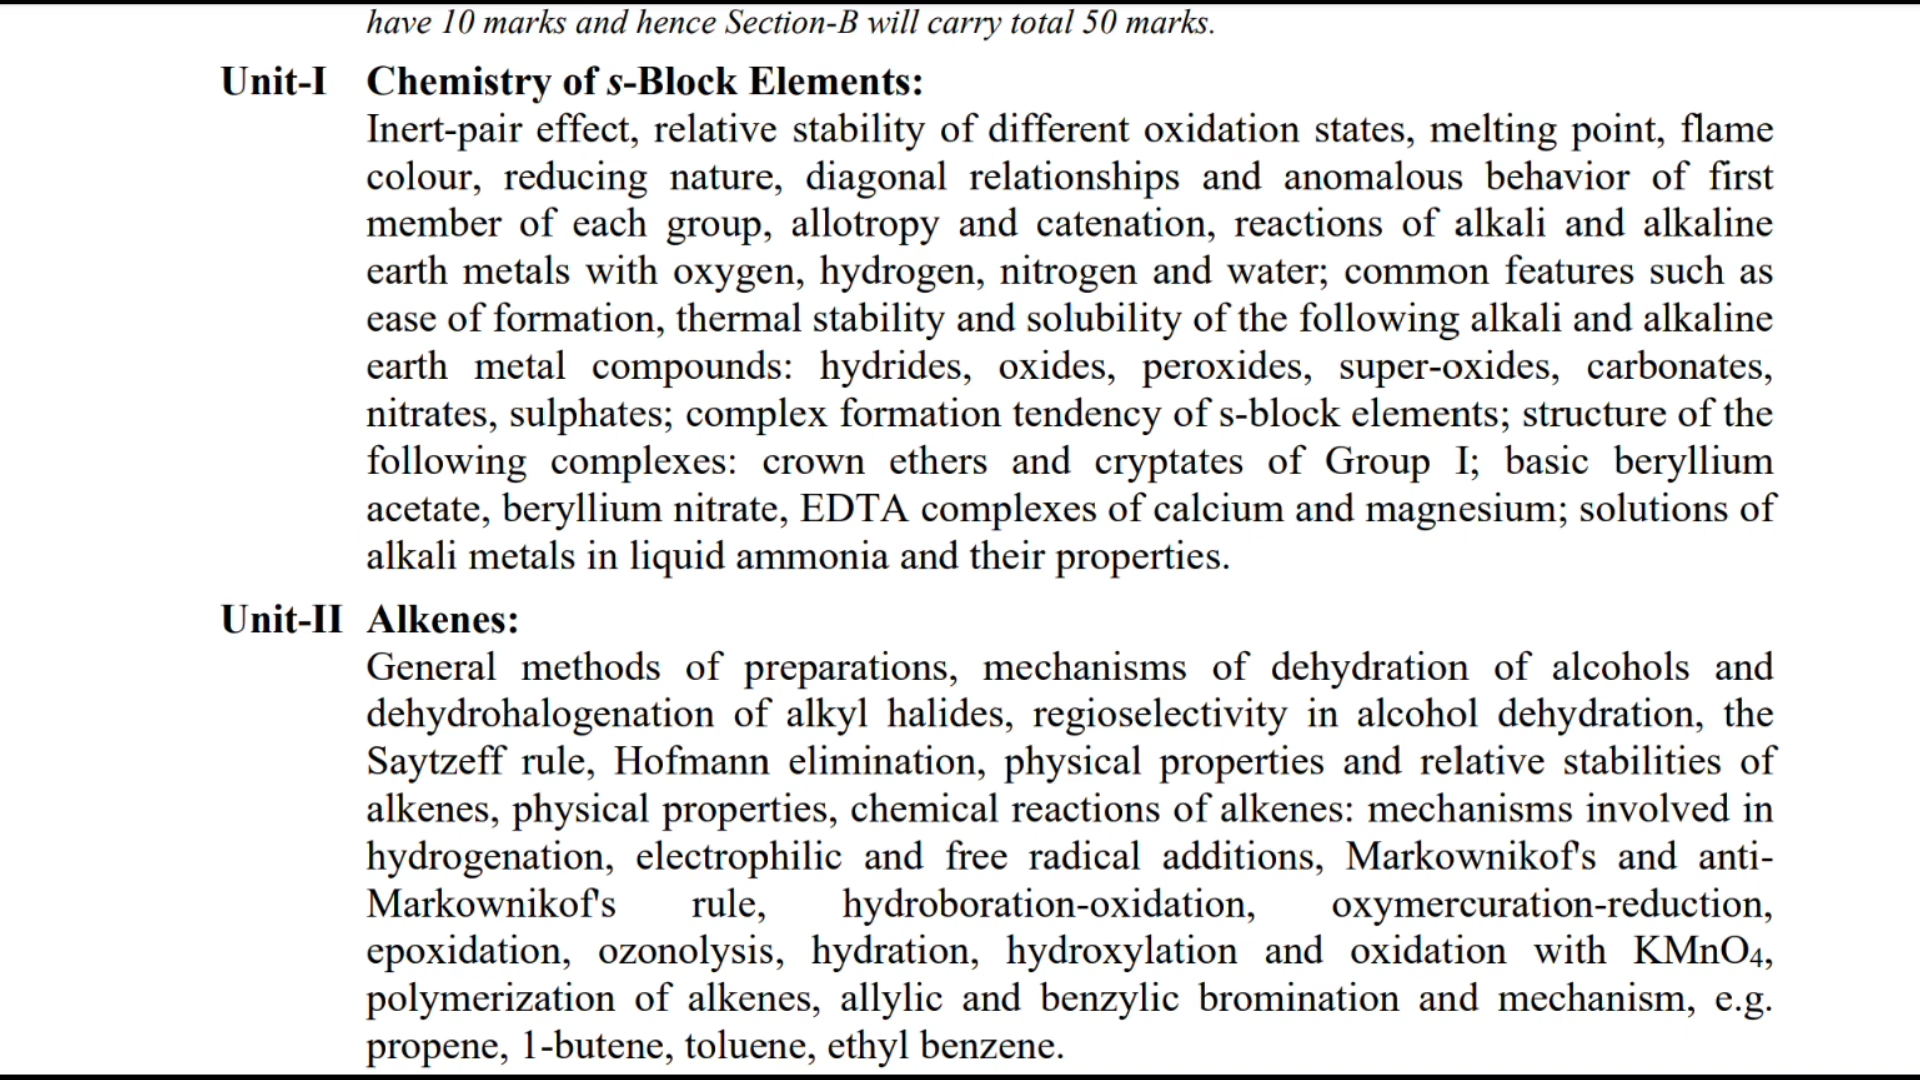 have 10 marks and hence Section-B will carry total 50 marks.
Unit-I Chemistry of s-Block Elements:
Inert-pair effect, relative stability of different oxidation states, melting point, flame
colour, reducing nature, diagonal relationships and anomalous behavior of first
member of each group, allotropy and catenation, reactions of alkali and alkaline
earth metals with oxygen, hydrogen, nitrogen and water; common features such as
ease of formation, thermal stability and solubility of the following alkali and alkaline
earth metal compounds: hydrides, oxides, peroxides, super-oxides, carbonates,
nitrates, sulphates; complex formation tendency of s-block elements; structure of the
following complexes: crown ethers and cryptates of Group I; basic beryllium
acetate, beryllium nitrate, EDTA complexes of calcium and magnesium; solutions of
alkali metals in liquid ammonia and their properties.
Unit-II Alkenes:
General methods of preparations, mechanisms of dehydration of alcohols and
dehydrohalogenation of alkyl halides, regioselectivity in alcohol dehydration, the
Saytzeff rule, Hofmann elimination, physical properties and relative stabilities of
alkenes, physical properties, chemical reactions of alkenes: mechanisms involved in
hydrogenation, electrophilic and free radical additions, Markownikof's and anti-
Markownikof's rule, hydroboration-oxidation, oxymercuration-reduction,
epoxidation, ozonolysis, hydration, hydroxylation and oxidation with KMnO4,
polymerization of alkenes, allylic and benzylic bromination and mechanism, e.g.
propene, 1-butene, toluene, ethyl benzene.